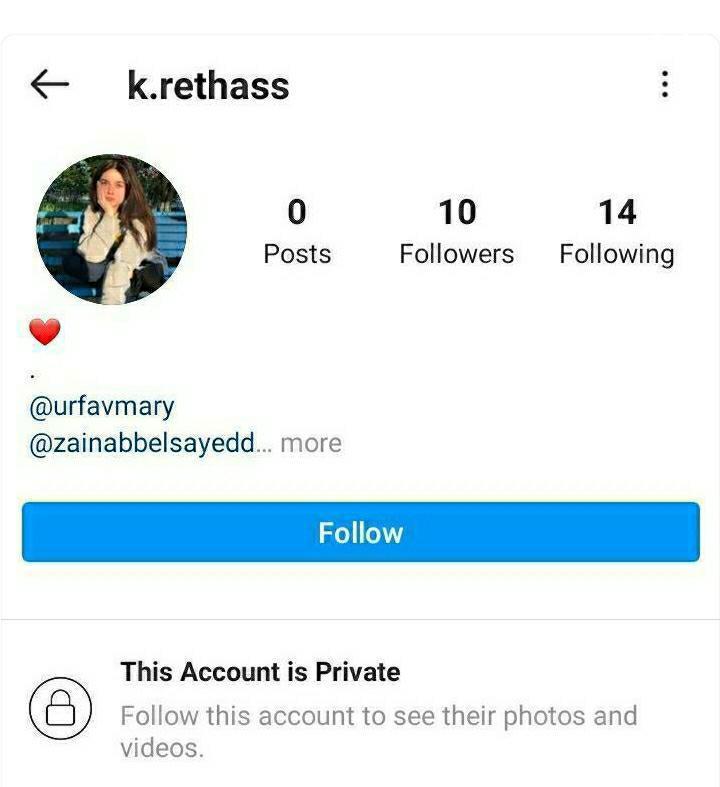 k.rethass
0 10 14
Posts Followers Following
❤️
.
@urfavmary
@zainabbelsayedd... more
Follow
This Account is Private
Follow this account to see their photos and
videos.